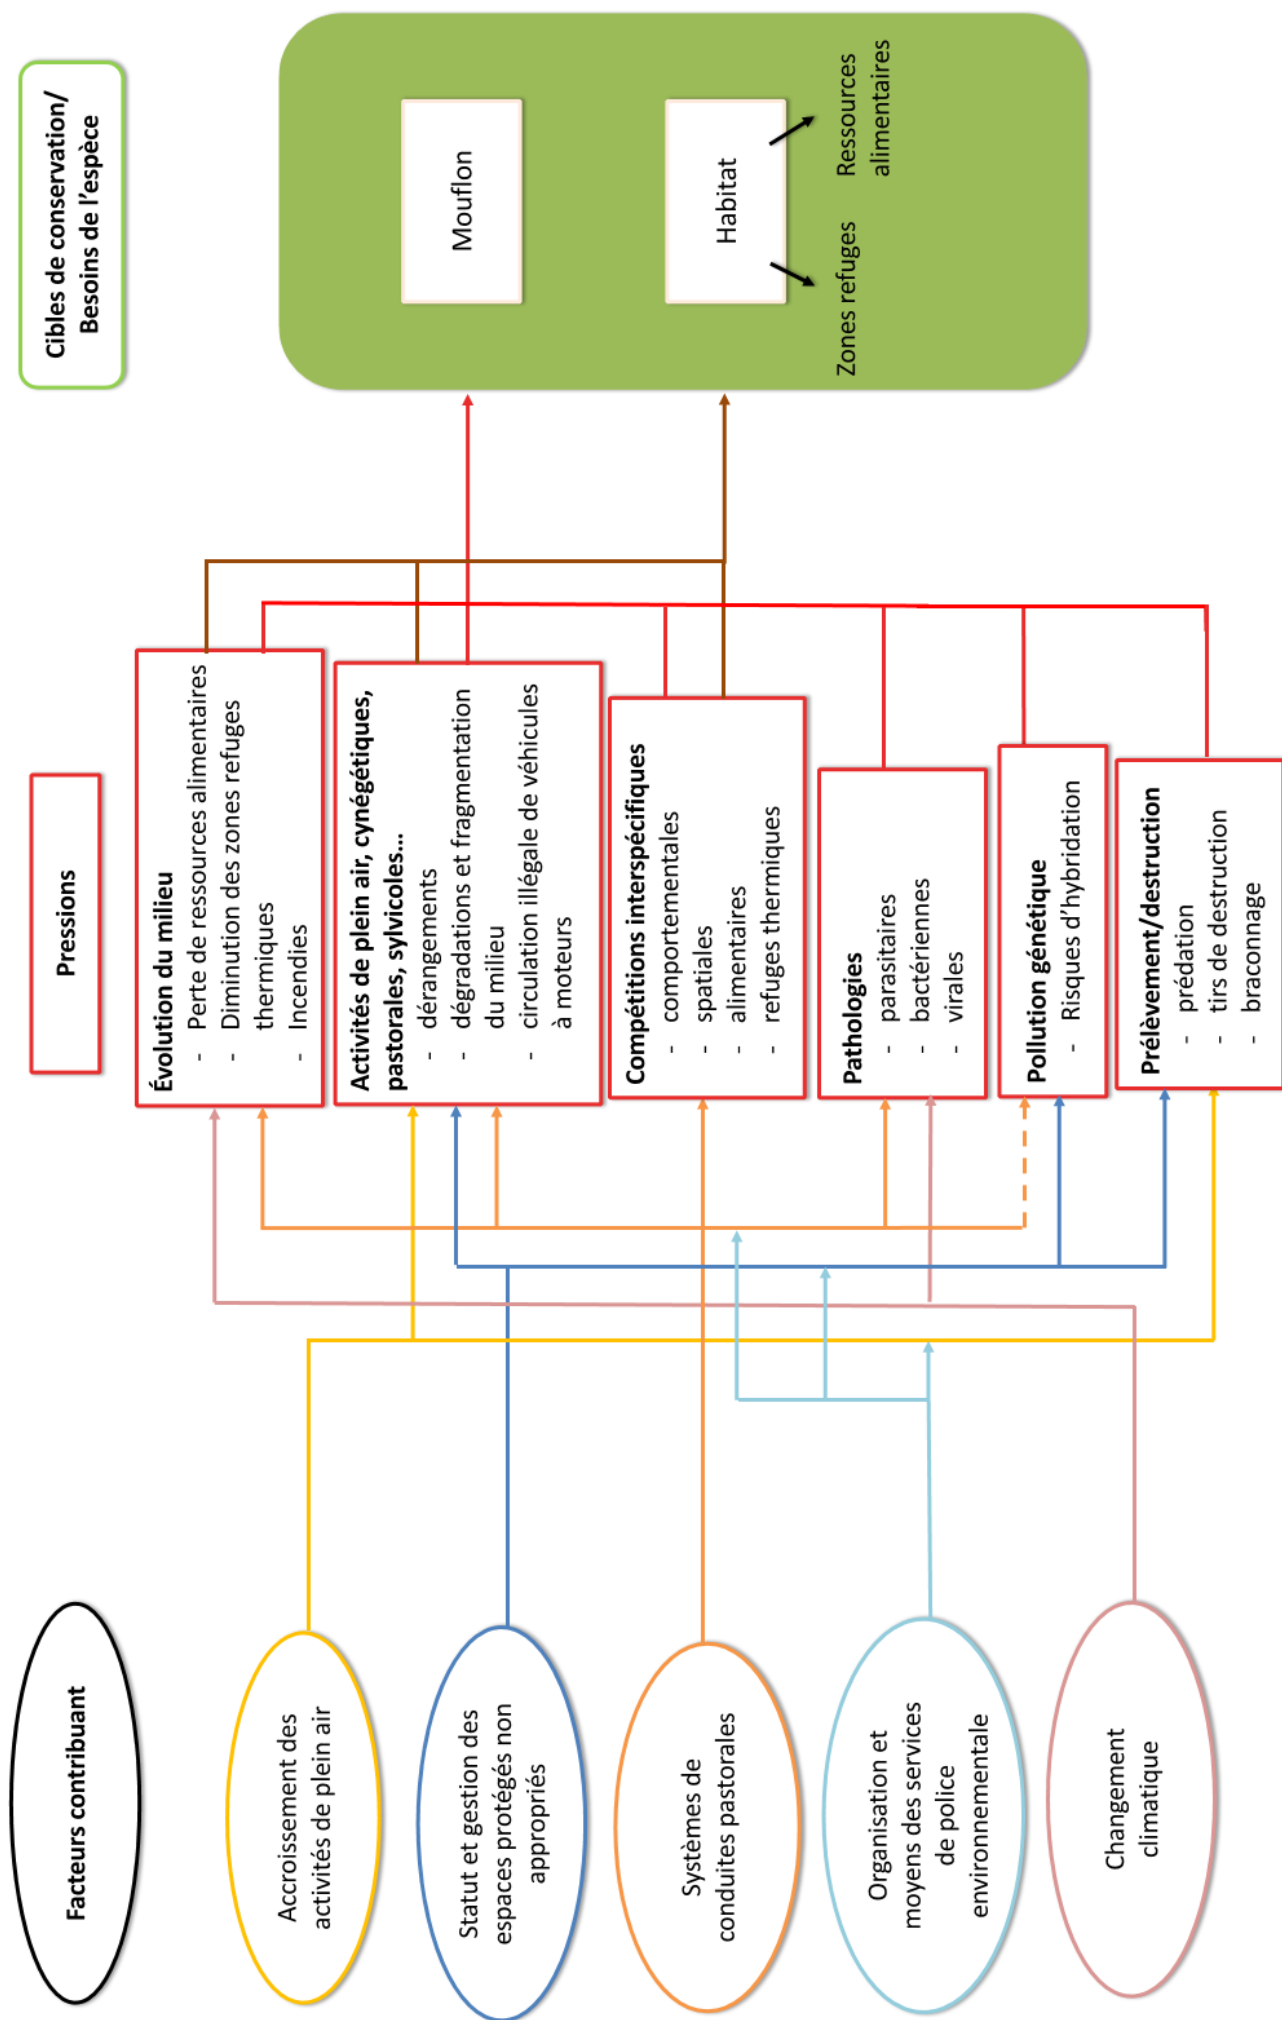 Facteurs contribuant
Accroissement des
activités de plein air
Statut et gestion des
espaces protégés non
appropriés
Systèmes de
conduites pastorales
Organisation et
moyens des services
de police
environnementale
Changement
climatique
Pressions
Évolution du milieu
- Perte de ressources alimentaires
- Diminution des zones refuges
thermiques
- Incendies
Activités de plein air, cynégétiques,
pastorales, sylvicoles…
- dérangements
- dégradations et fragmentation
du milieu
- circulation illégale de véhicules
à moteurs
Compétitions interspécifiques
- comportementales
- spatiales
- alimentaires
- refuges thermiques
Pathologies
- parasitaires
- bactériennes
- virales
Pollution génétique
- Risques d’hybridation
Prélèvement/destruction
- prédation
- tirs de destruction
- braconnage
Cibles de conservation/
Besoins de l’espèce
Mouflon
Habitat
Zones refuges
Ressources
alimentaires